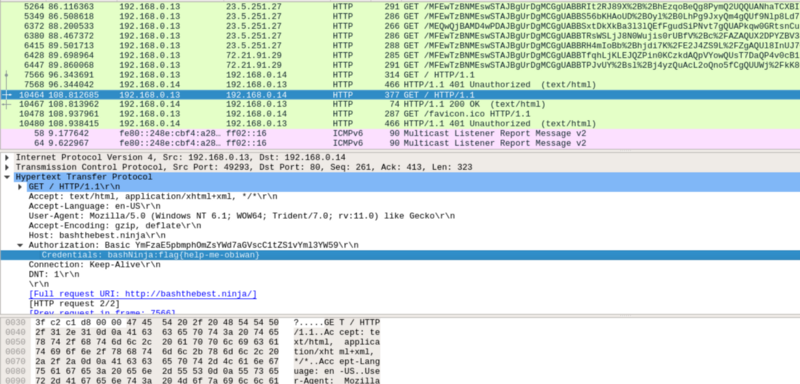 5264 86.116363 192.168.0.13 23.5.251.27 HTTP 291 GET
5349 86.508618 192.168.0.13 23.5.251.27 HTTP 289 GET
6372 88.200533 192.168.0.13 23.5.251.27 HTTP 288 GET
6380 88.467372 192.168.0.13 23.5.251.27 HTTP 288 GET
6415 89.501713 192.168.0.13 23.5.251.27 HTTP 288 GET
6428 89.698964 192.168.0.13 72.21.91.29 HTTP 285 GET
6447 89.860068 192.168.0.13 72.21.91.29 HTTP 288 GET
7566 96.343691 192.168.0.13 192.168.0.14 HTTP 314 GET / HTTP/1.1
7568 96.344042 192.168.0.14 192.168.0.13 HTTP 466 HTTP/1.1 401 Unauthorized (text/html)
10464 108.812685 192.168.0.13 192.168.0.14 HTTP 377 GET / HTTP/1.1
10467 108.813962 192.168.0.14 192.168.0.13 HTTP 74 HTTP/1.1 200 OK (text/html)
10478 108.937961 192.168.0.13 192.168.0.14 HTTP 287 GET /favicon.ico HTTP/1.1
10480 108.938415 192.168.0.14 192.168.0.13 HTTP 466 HTTP/1.1 401 Unauthorized (text/html)
58 9.177642 fe80::248e:cbf4:a28… ff02::16 ICMPv6 90 Multicast Listener Report Message v2
64 9.622967 fe80::248e:cbf4:a28… ff02::16 ICMPv6 90 Multicast Listener Report Message v2
Internet Protocol Version 4, Src: 192.168.0.13, Dst: 192.168.0.14
Transmission Control Protocol, Src Port: 49293, Dst Port: 80, Seq: 261, Ack: 413, Len: 323
Hypertext Transfer Protocol
GET / HTTP/1.1\r\n
Accept: text/html, application/xhtml+xml, */*\r\n
Accept-Language: en-US\r\n
User-Agent: Mozilla/5.0 (Windows NT 6.1; WOW64; Trident/7.0; rv:11.0) like Gecko\r\n
Accept-Encoding: gzip, deflate\r\n
Host: bashthebest.ninja\r\n
Authorization: Basic YmFzaE5pbmphOmZsYWd7aGVscC1tZS1vYml3YW59\r\n
Credentials: bashNinja:flag{help-me-obiwan}
Connection: Keep-Alive\r\n
DNT: 1\r\n
\r\n
[Full request URI: http://bashthebest.ninja/]
[HTTP request 2/2]
[Prev request in frame: 7566]
0030 3f c2 c1 d8 00 00 47 45 54 20 2f 20 48 54 54 50 ?.....GE T / HTTP
0040 2f 31 2e 31 0d 0a 41 63 63 65 70 74 3a 20 74 65 /1.1..Ac cept: te
0050 78 74 2f 68 74 6d 6c 2c 20 61 70 70 6c 69 63 61 xt/html, applica
0060 74 69 6f 6e 2f 78 68 74 6d 6c 2b 78 6d 6c 2c 20 tion/xht ml+xml,
0070 2a 2f 2a 0d 0a 41 63 63 65 70 74 2d 4c 61 6e 67 */*..Acc ept-Lang
0080 75 61 67 65 3a 20 65 6e 2d 55 53 0d 0a 55 73 65 uage: en -US..Use
0090 72 2d 41 67 65 6e 74 3a 20 4d 6f 7a 69 6c 6c 61 r-Agent: Mozilla